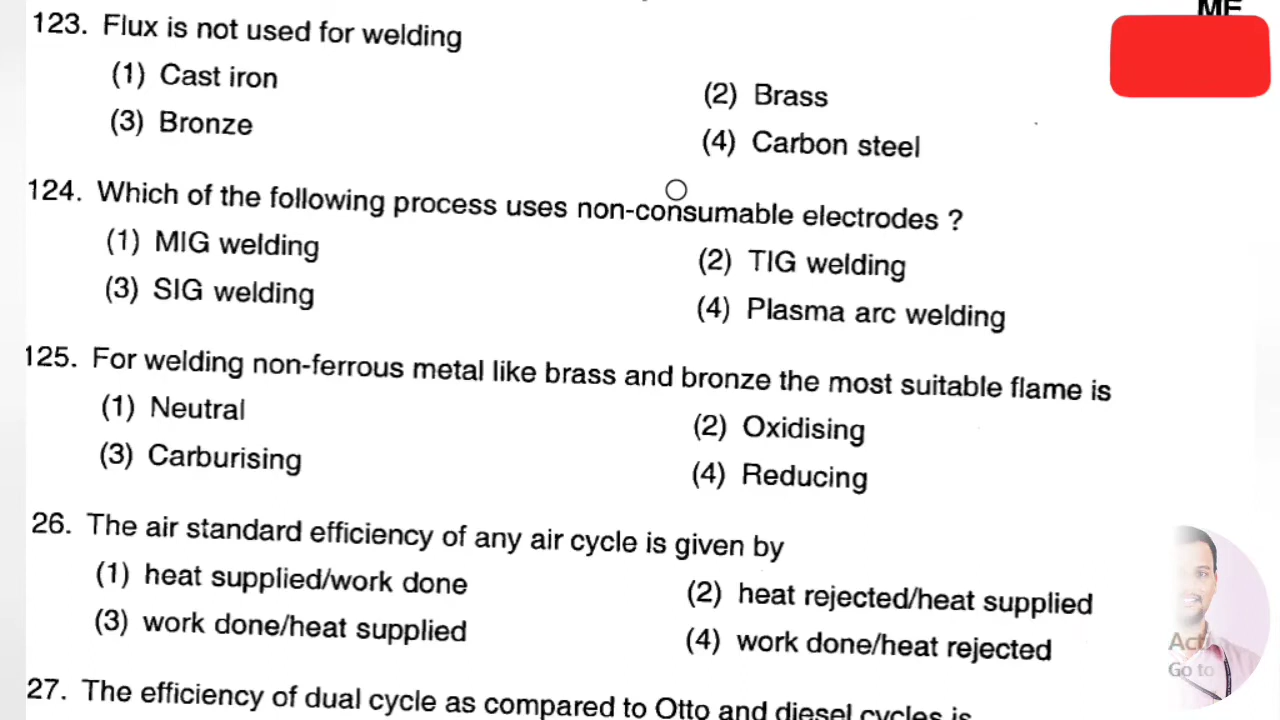 ME
123. Flux is not used for welding
(1) Cast iron
(2) Brass
(3) Bronze
(4) Carbon steel
124. Which of the following process uses non-consumable electrodes ?
(1) MIG welding
(2) TIG welding
(3) SIG welding
(4) Plasma arc welding
125. For welding non-ferrous metal like brass and bronze the most suitable flame is
(1) Neutral
(2) Oxidising
(3) Carburising
(4) Reducing
26. The air standard efficiency of any air cycle is given by
(1) heat supplied/work done
(2) heat rejected/heat supplied
(3) work done/heat supplied
(4) work done/heat rejected
27. The efficiency of dual cycle as compared to Otto and diesel cycles is
Go to